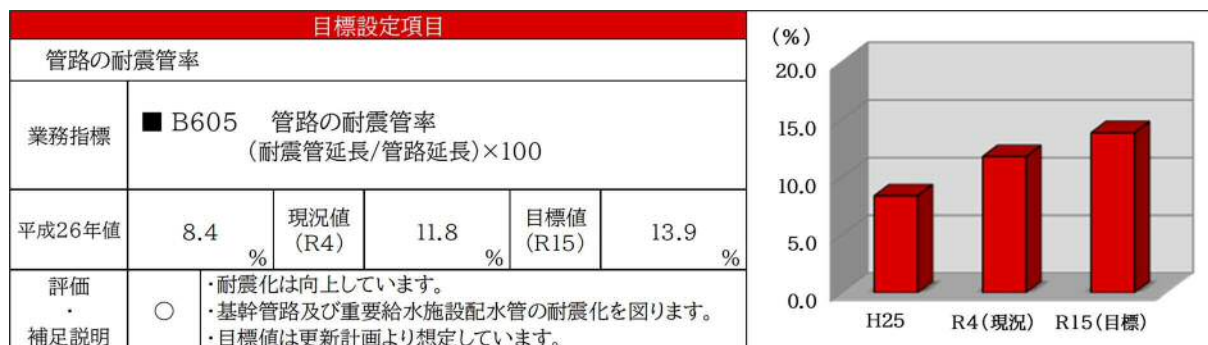 目標設定項目
管路の耐震管率
業務指標
■ B605 管路の耐震管率
(耐震管延長/管路延長)×100
平成26年値
8.4
%
現況値
(R4)
11.8
%
目標値
(R15)
13.9
%
評価
・
補足説明
○
・耐震化は向上しています。
・基幹管路及び重要給水施設配水管の耐震化を図ります。
・目標値は更新計画より想定しています。
(%)
20.0
15.0
10.0
5.0
0.0
H25
R4(現況)
R15(目標)